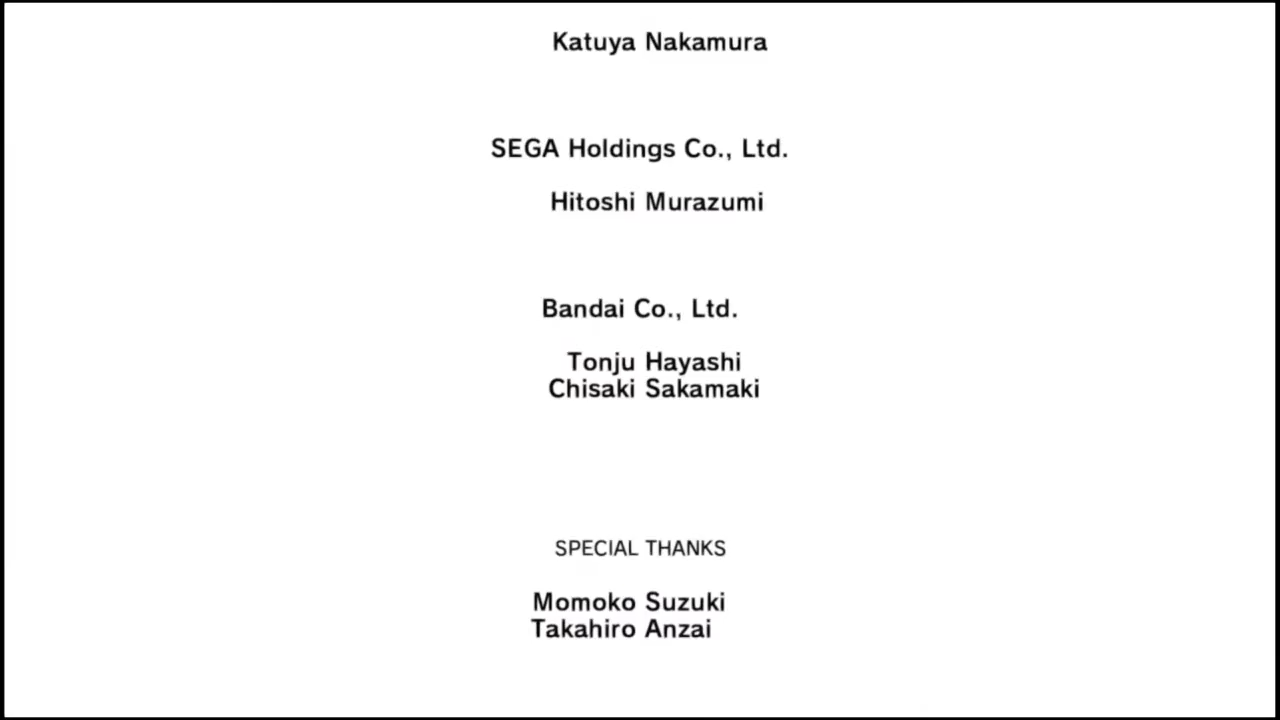 Katuya Nakamura
SEGA Holdings Co., Ltd.
Hitoshi Murazumi
Bandai Co., Ltd.
Tonju Hayashi
Chisaki Sakamaki
SPECIAL THANKS
Momoko Suzuki
Takahiro Anzai